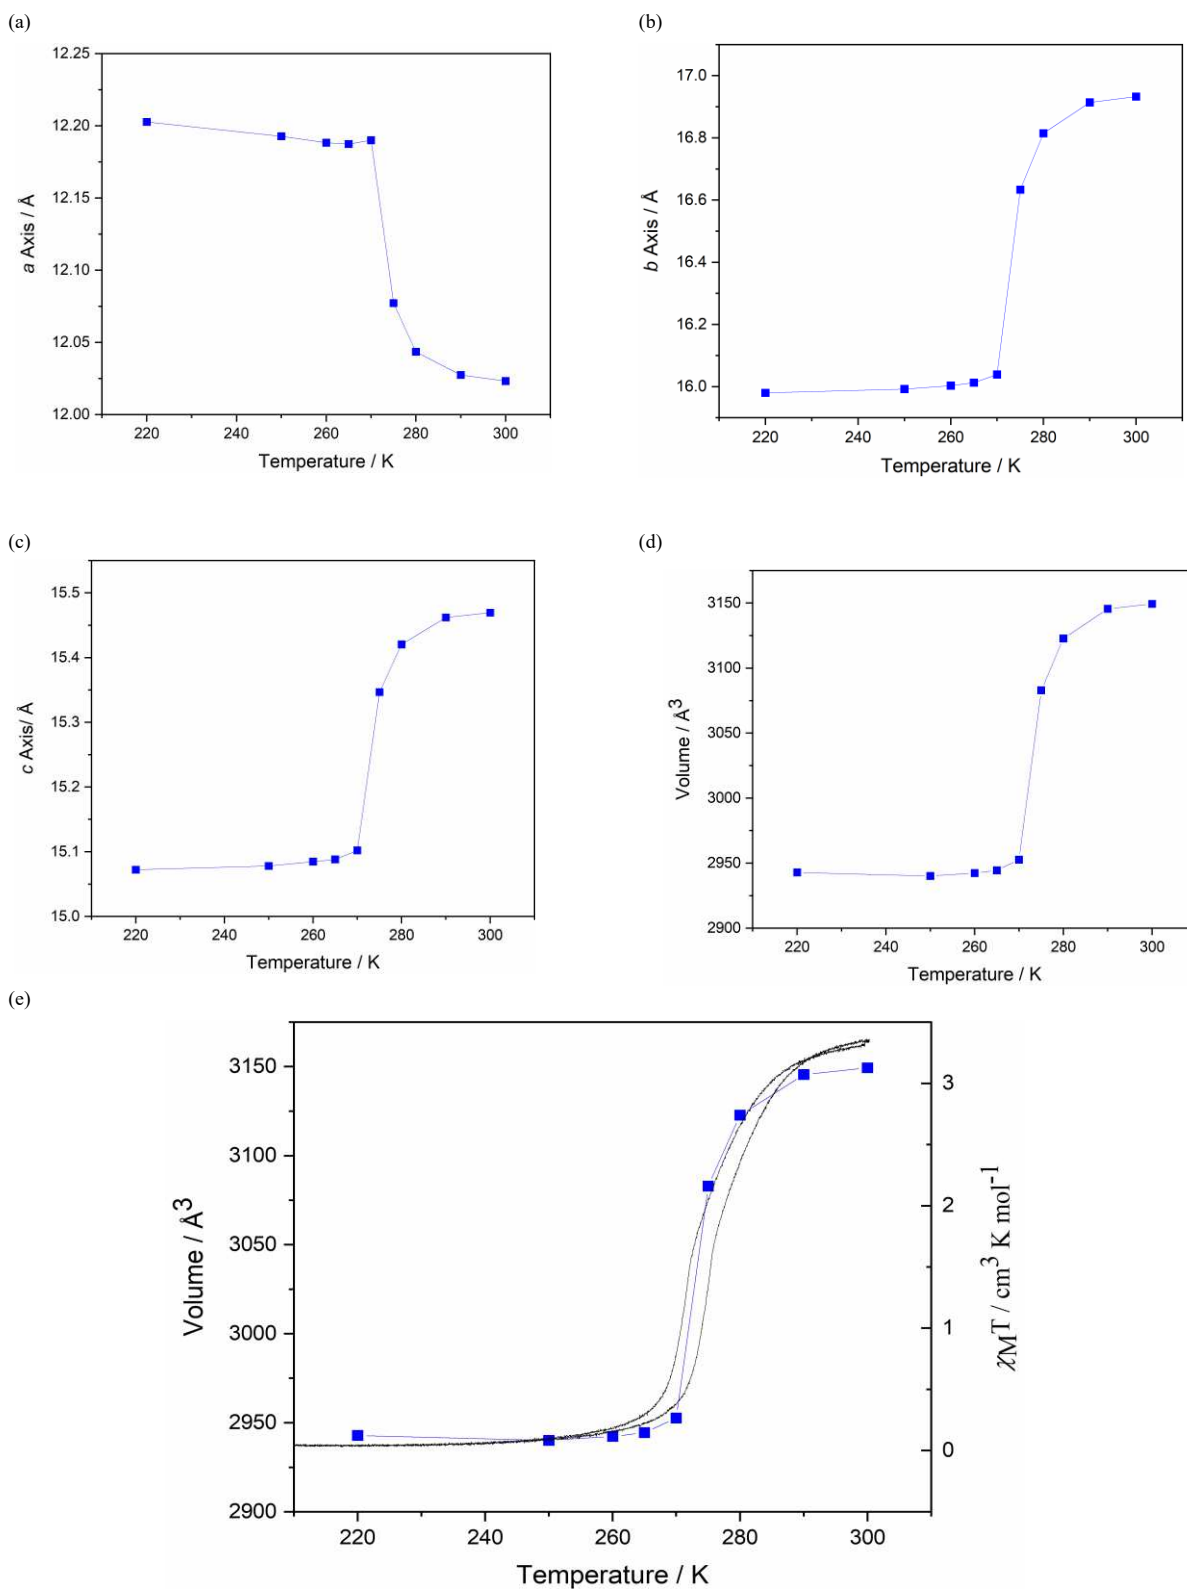 (a)
(b)
12.25
12.20
12.15
12.10
12.05
12.00
a Axis / Å
220 240 260 280 300
Temperature / K
17.0
16.8
16.6
16.4
16.2
16.0
b Axis / Å
220 240 260 280 300
Temperature / K
(c)
(d)
15.5
15.4
15.3
15.2
15.1
15.0
c Axis/ Å
220 240 260 280 300
Temperature / K
3150
3100
3050
3000
2950
2900
Volume / Å³
220 240 260 280 300
Temperature / K
(e)
3150
3100
3050
3000
2950
2900
Volume / Å³
3
2
1
0
χMT / cm³ K mol⁻¹
220 240 260 280 300
Temperature / K